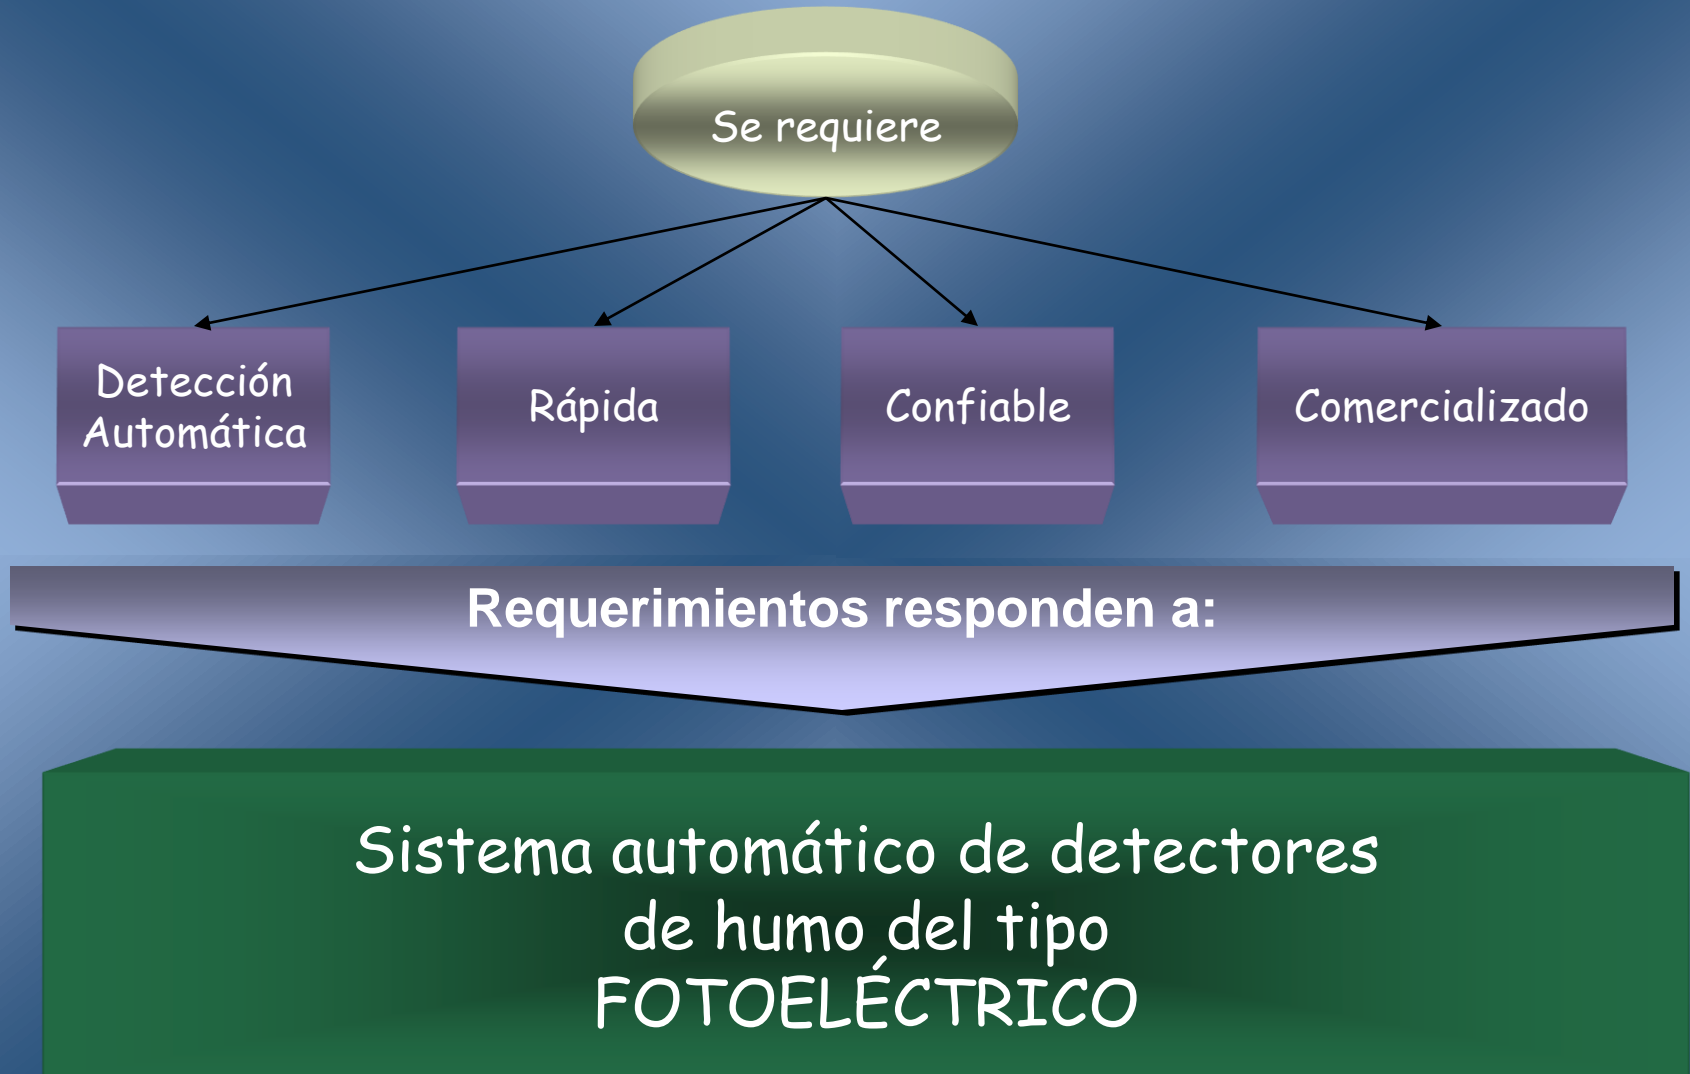 Se requiere
Detección
Automática
Rápida
Confiable
Comercializado
Requerimientos responden a:
Sistema automático de detectores
de humo del tipo
FOTOELÉCTRICO